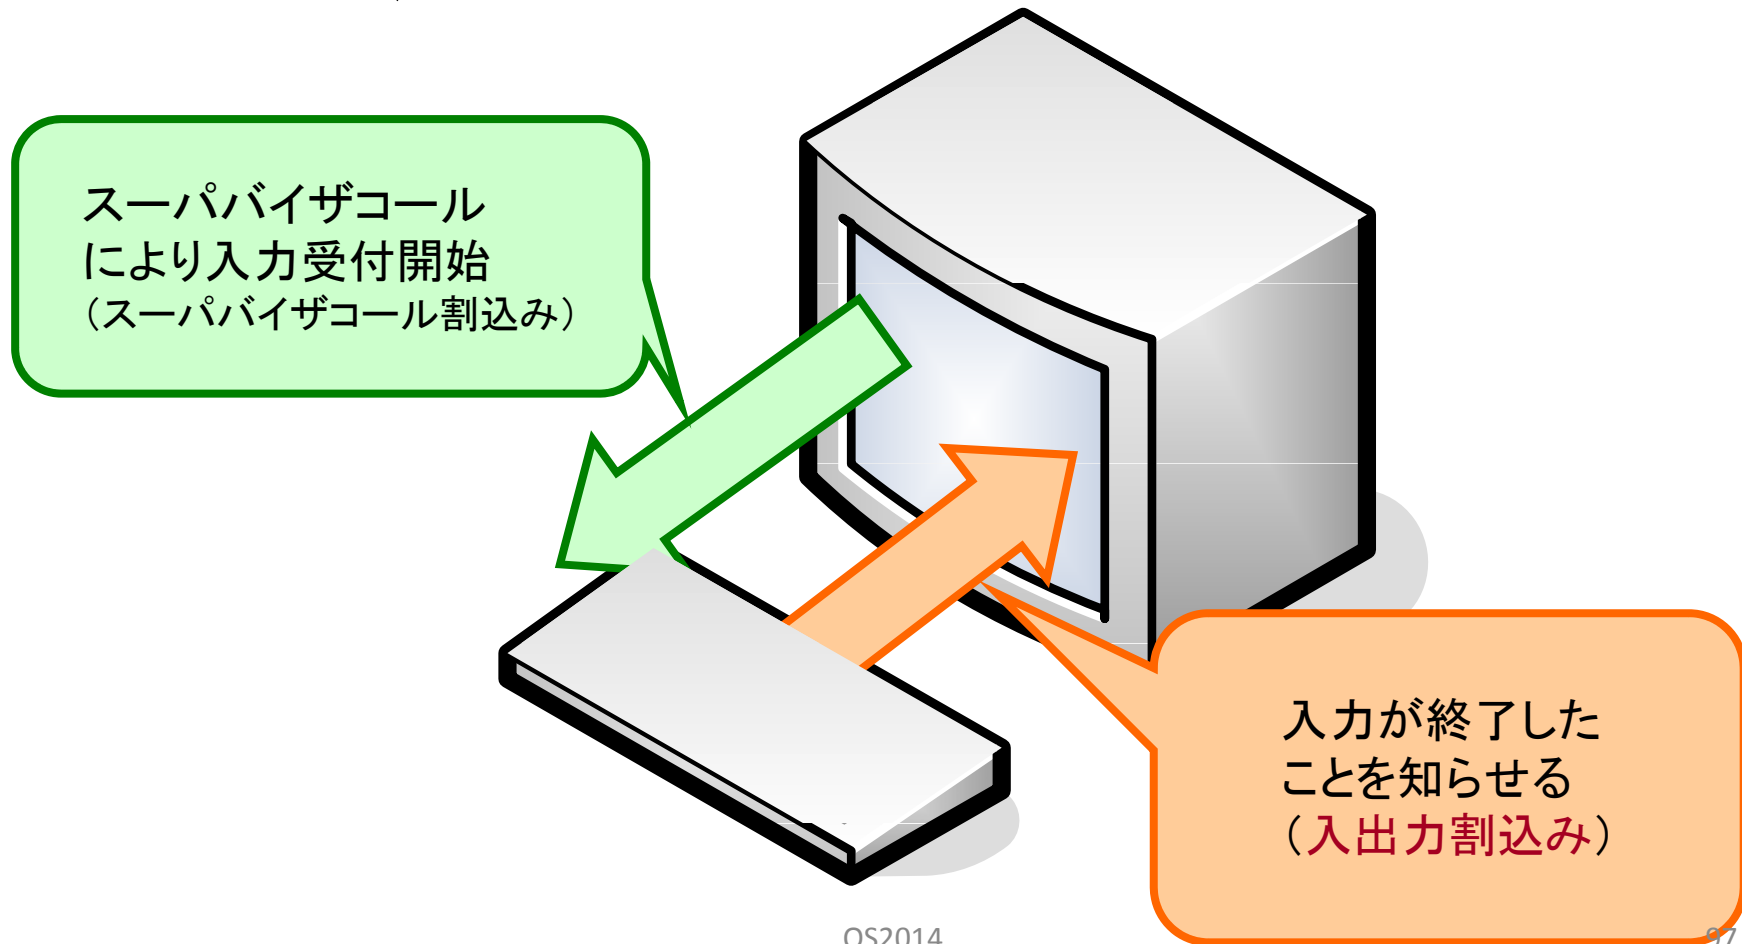 スーパバイザコール
により入力受付開始
（スーパバイザコール割込み）
入力が終了した
ことを知らせる
（入出力割込み）
OS2014
97